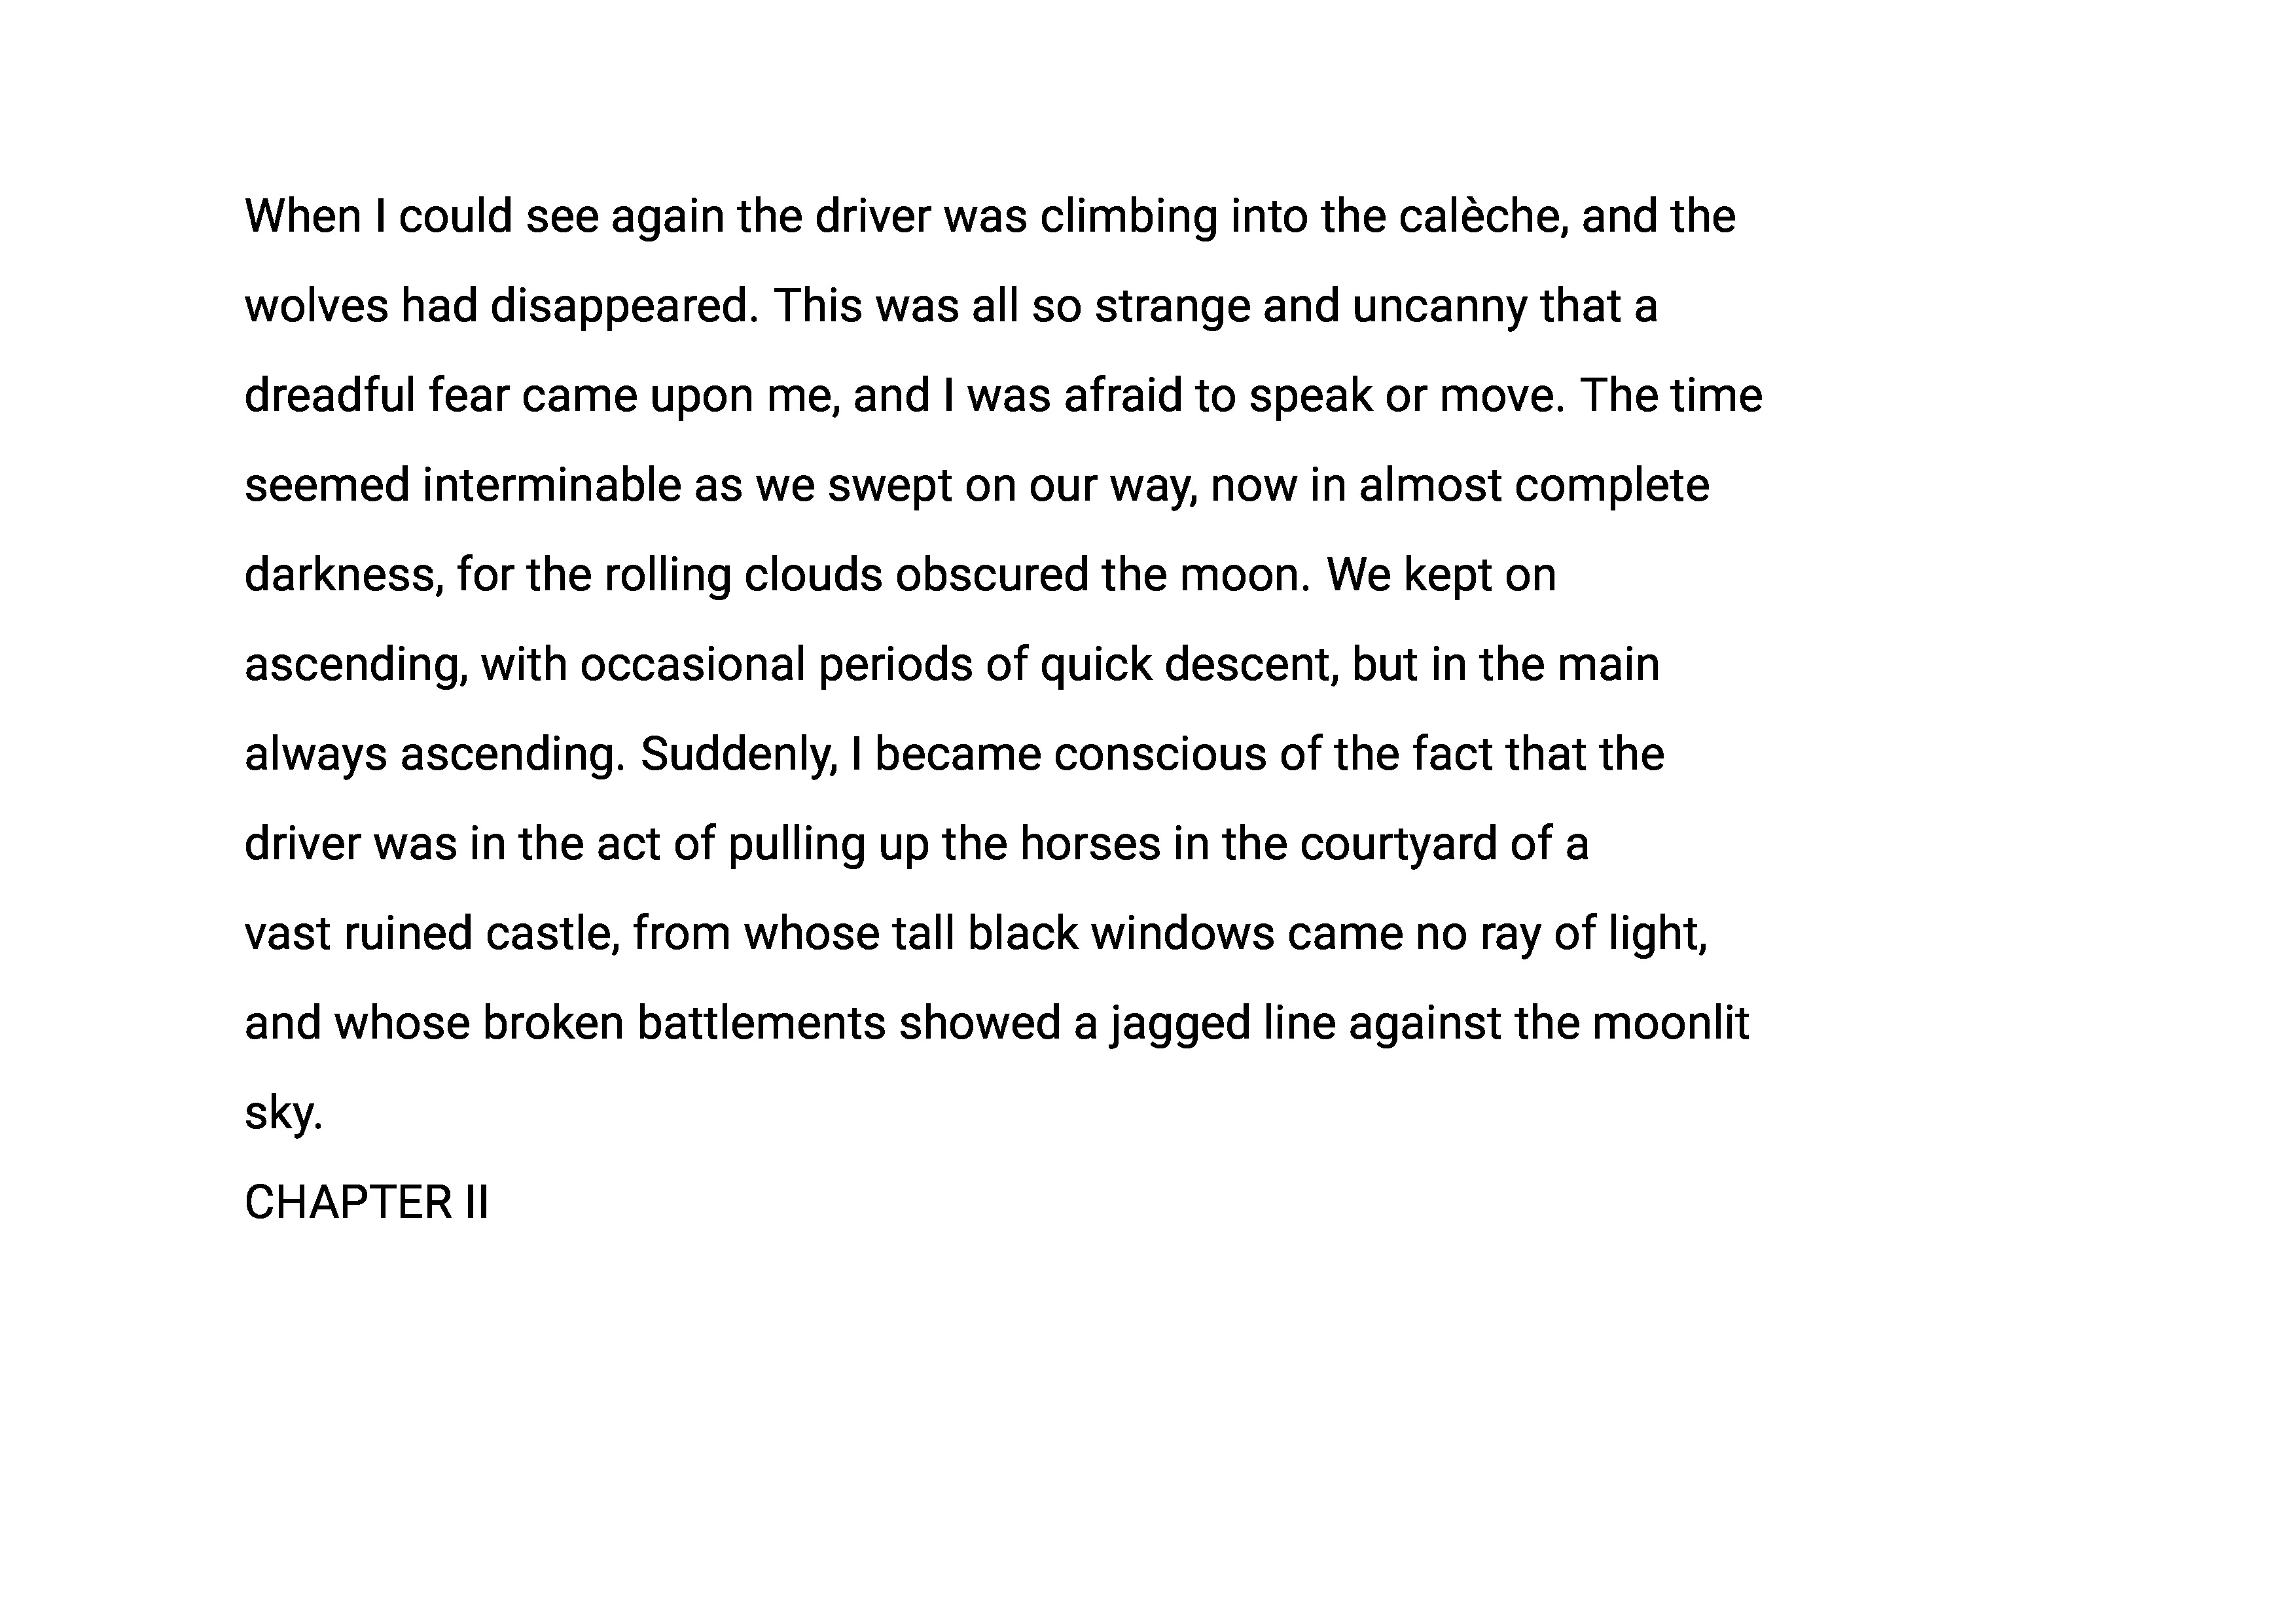 When I could see again the driver was climbing into the calèche, and the
wolves had disappeared. This was all so strange and uncanny that a
dreadful fear came upon me, and I was afraid to speak or move. The time
seemed interminable as we swept on our way, now in almost complete
darkness, for the rolling clouds obscured the moon. We kept on
ascending, with occasional periods of quick descent, but in the main
always ascending. Suddenly, I became conscious of the fact that the
driver was in the act of pulling up the horses in the courtyard of a
vast ruined castle, from whose tall black windows came no ray of light,
and whose broken battlements showed a jagged line against the moonlit
sky.
CHAPTER II